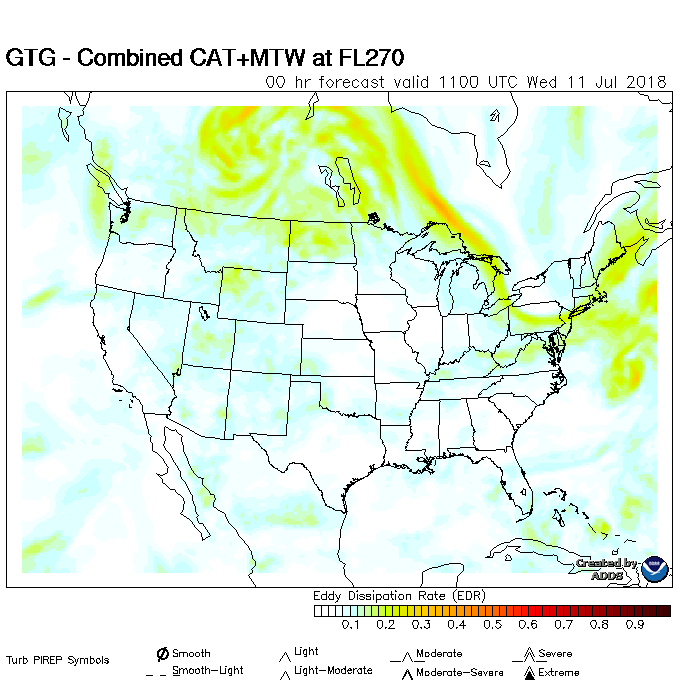 GTG - Combined CAT+MTW at FL270
00 hr forecast valid 1100 UTC Wed 11 Jul 2018
Created by
ADDS
Eddy Dissipation Rate (EDR)
0.1 0.2 0.3 0.4 0.5 0.6 0.7 0.8 0.9
Turb PIREP Symbols
Smooth Light Moderate Severe
Smooth-Light Light-Moderate Moderate-Severe Extreme